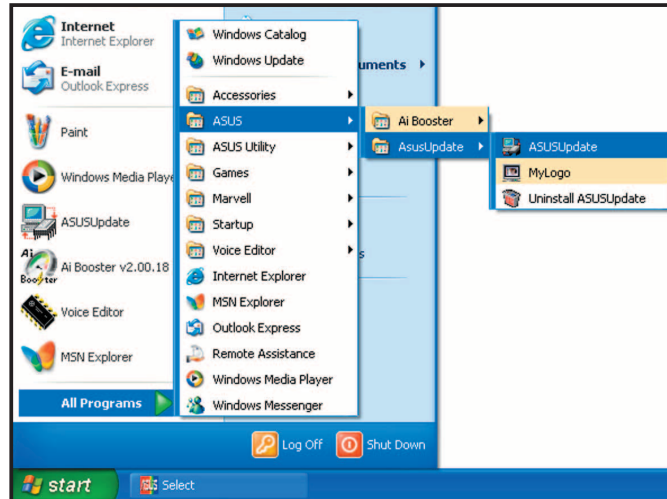 Internet
Internet Explorer
E-mail
Outlook Express
Paint
Windows Media Playe
ASUSUpdate
Ai Booster v2.00.18
Voice Editor
MSN Explorer
All Programs
Windows Catalog
Windows Update
Accessories
ASUS
ASUS Utility
Games
Marvell
Startup
Voice Editor
Internet Explorer
MSN Explorer
Outlook Express
Remote Assistance
Windows Media Player
Windows Messenger
uments
s
Ai Booster
AsusUpdate
ASUSUpdate
MyLogo
Uninstall ASUSUpdate
Log Off
Shut Down
start
Select